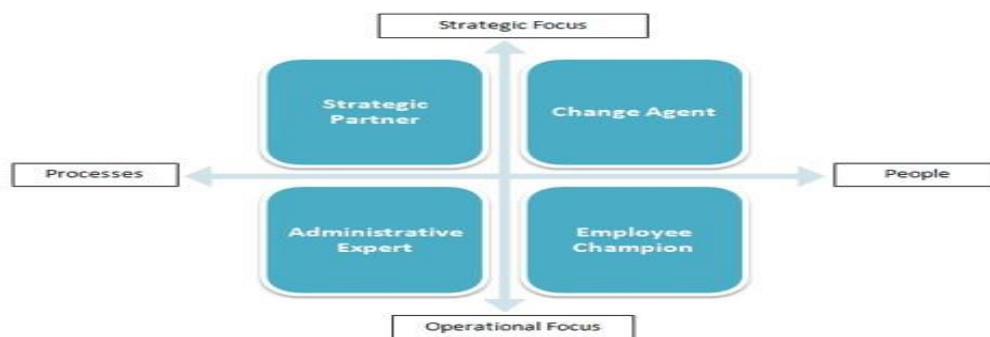 Strategic Focus
Strategic
Partner
Change Agent
Processes
People
Administrative
Expert
Employee
Champion
Operational Focus